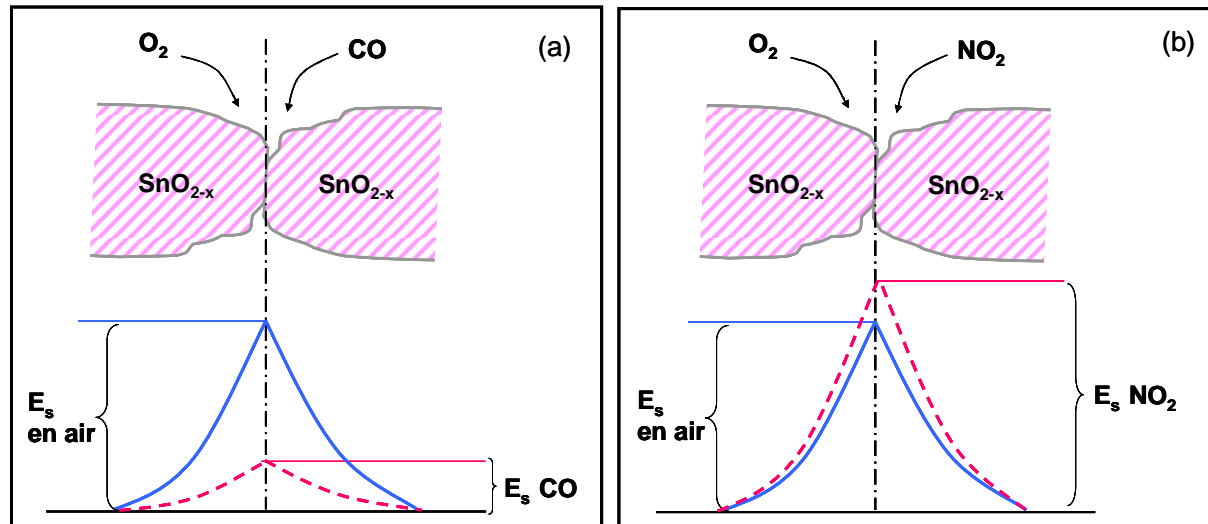 (a)
O₂
CO
SnO₂₋ₓ
SnO₂₋ₓ
Eₛ
en air
Eₛ CO
(b)
O₂
NO₂
SnO₂₋ₓ
SnO₂₋ₓ
Eₛ
en air
Eₛ NO₂